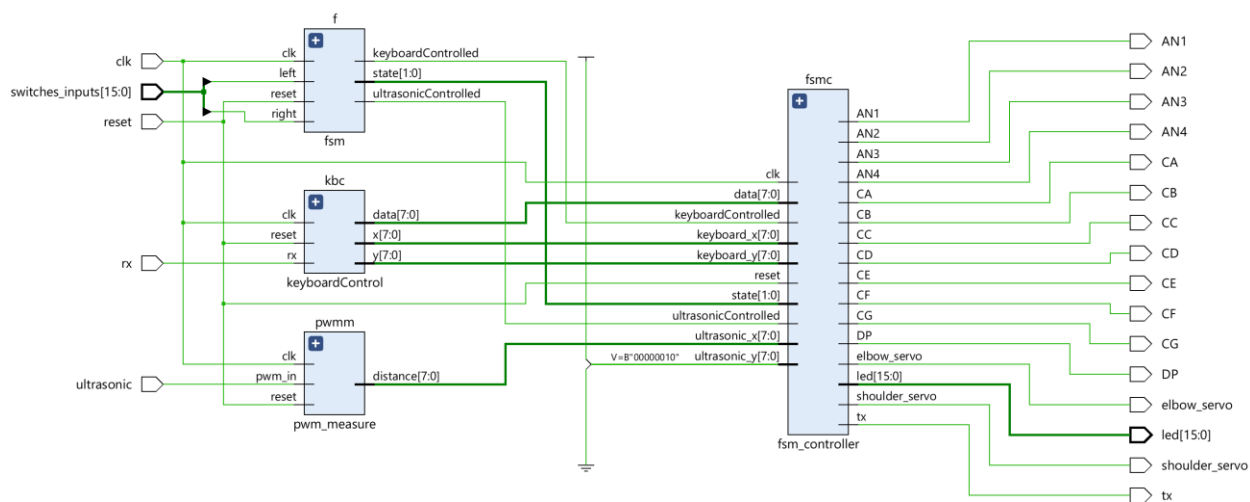 clk
switches_inputs[15:0]
reset
rx
ultrasonic
f
clk
left
reset
right
keyboardControlled
state[1:0]
ultrasonicControlled
fsm
kbc
clk
reset
rx
data[7:0]
x[7:0]
y[7:0]
keyboardControl
pwmm
clk
pwm_in
reset
distance[7:0]
pwm_measure
V=B"00000010"
fsmc
clk
data[7:0]
keyboardControlled
keyboard_x[7:0]
keyboard_y[7:0]
reset
state[1:0]
ultrasonicControlled
ultrasonic_x[7:0]
ultrasonic_y[7:0]
AN1
AN2
AN3
AN4
CA
CB
CC
CD
CE
CF
CG
DP
elbow_servo
led[15:0]
shoulder_servo
tx
fsm_controller
AN1
AN2
AN3
AN4
CA
CB
CC
CD
CE
CF
CG
DP
elbow_servo
led[15:0]
shoulder_servo
tx